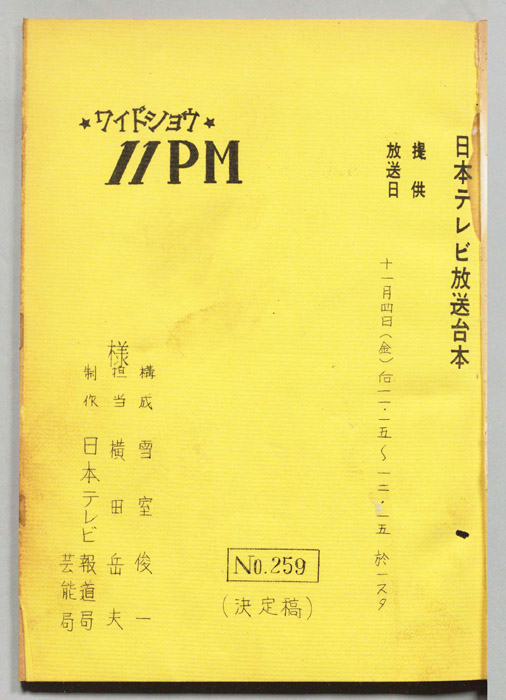 日本テレビ放送台本
提供
放送日
十一月四日(金)后一一・一五～一二・一五 於一スタ
★ワイドショウ★
11PM
構成 雪室俊一
担当 横田岳夫
様
制作 日本テレビ 報道局
芸能局
No.259
(決定稿)